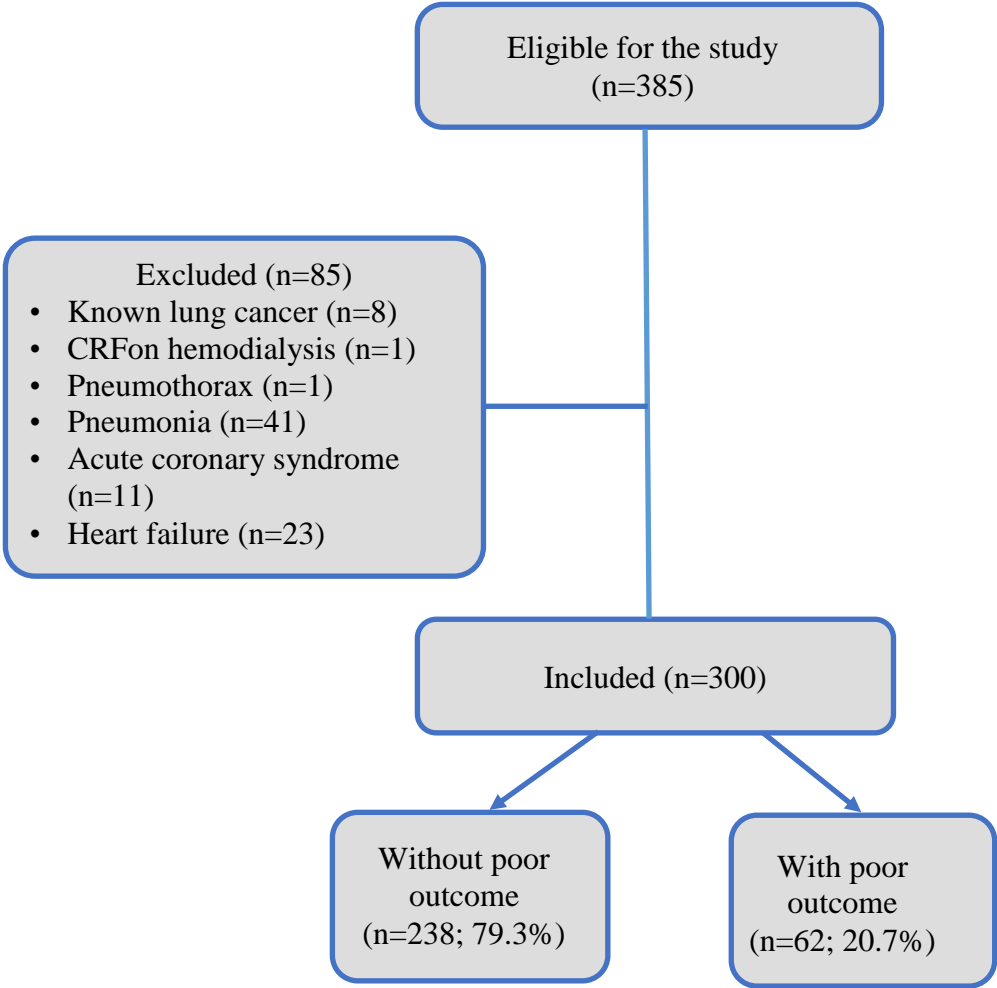 Eligible for the study
(n=385)
Excluded (n=85)
• Known lung cancer (n=8)
• CRFon hemodialysis (n=1)
• Pneumothorax (n=1)
• Pneumonia (n=41)
• Acute coronary syndrome
(n=11)
• Heart failure (n=23)
Included (n=300)
Without poor
outcome
(n=238; 79.3%)
With poor
outcome
(n=62; 20.7%)